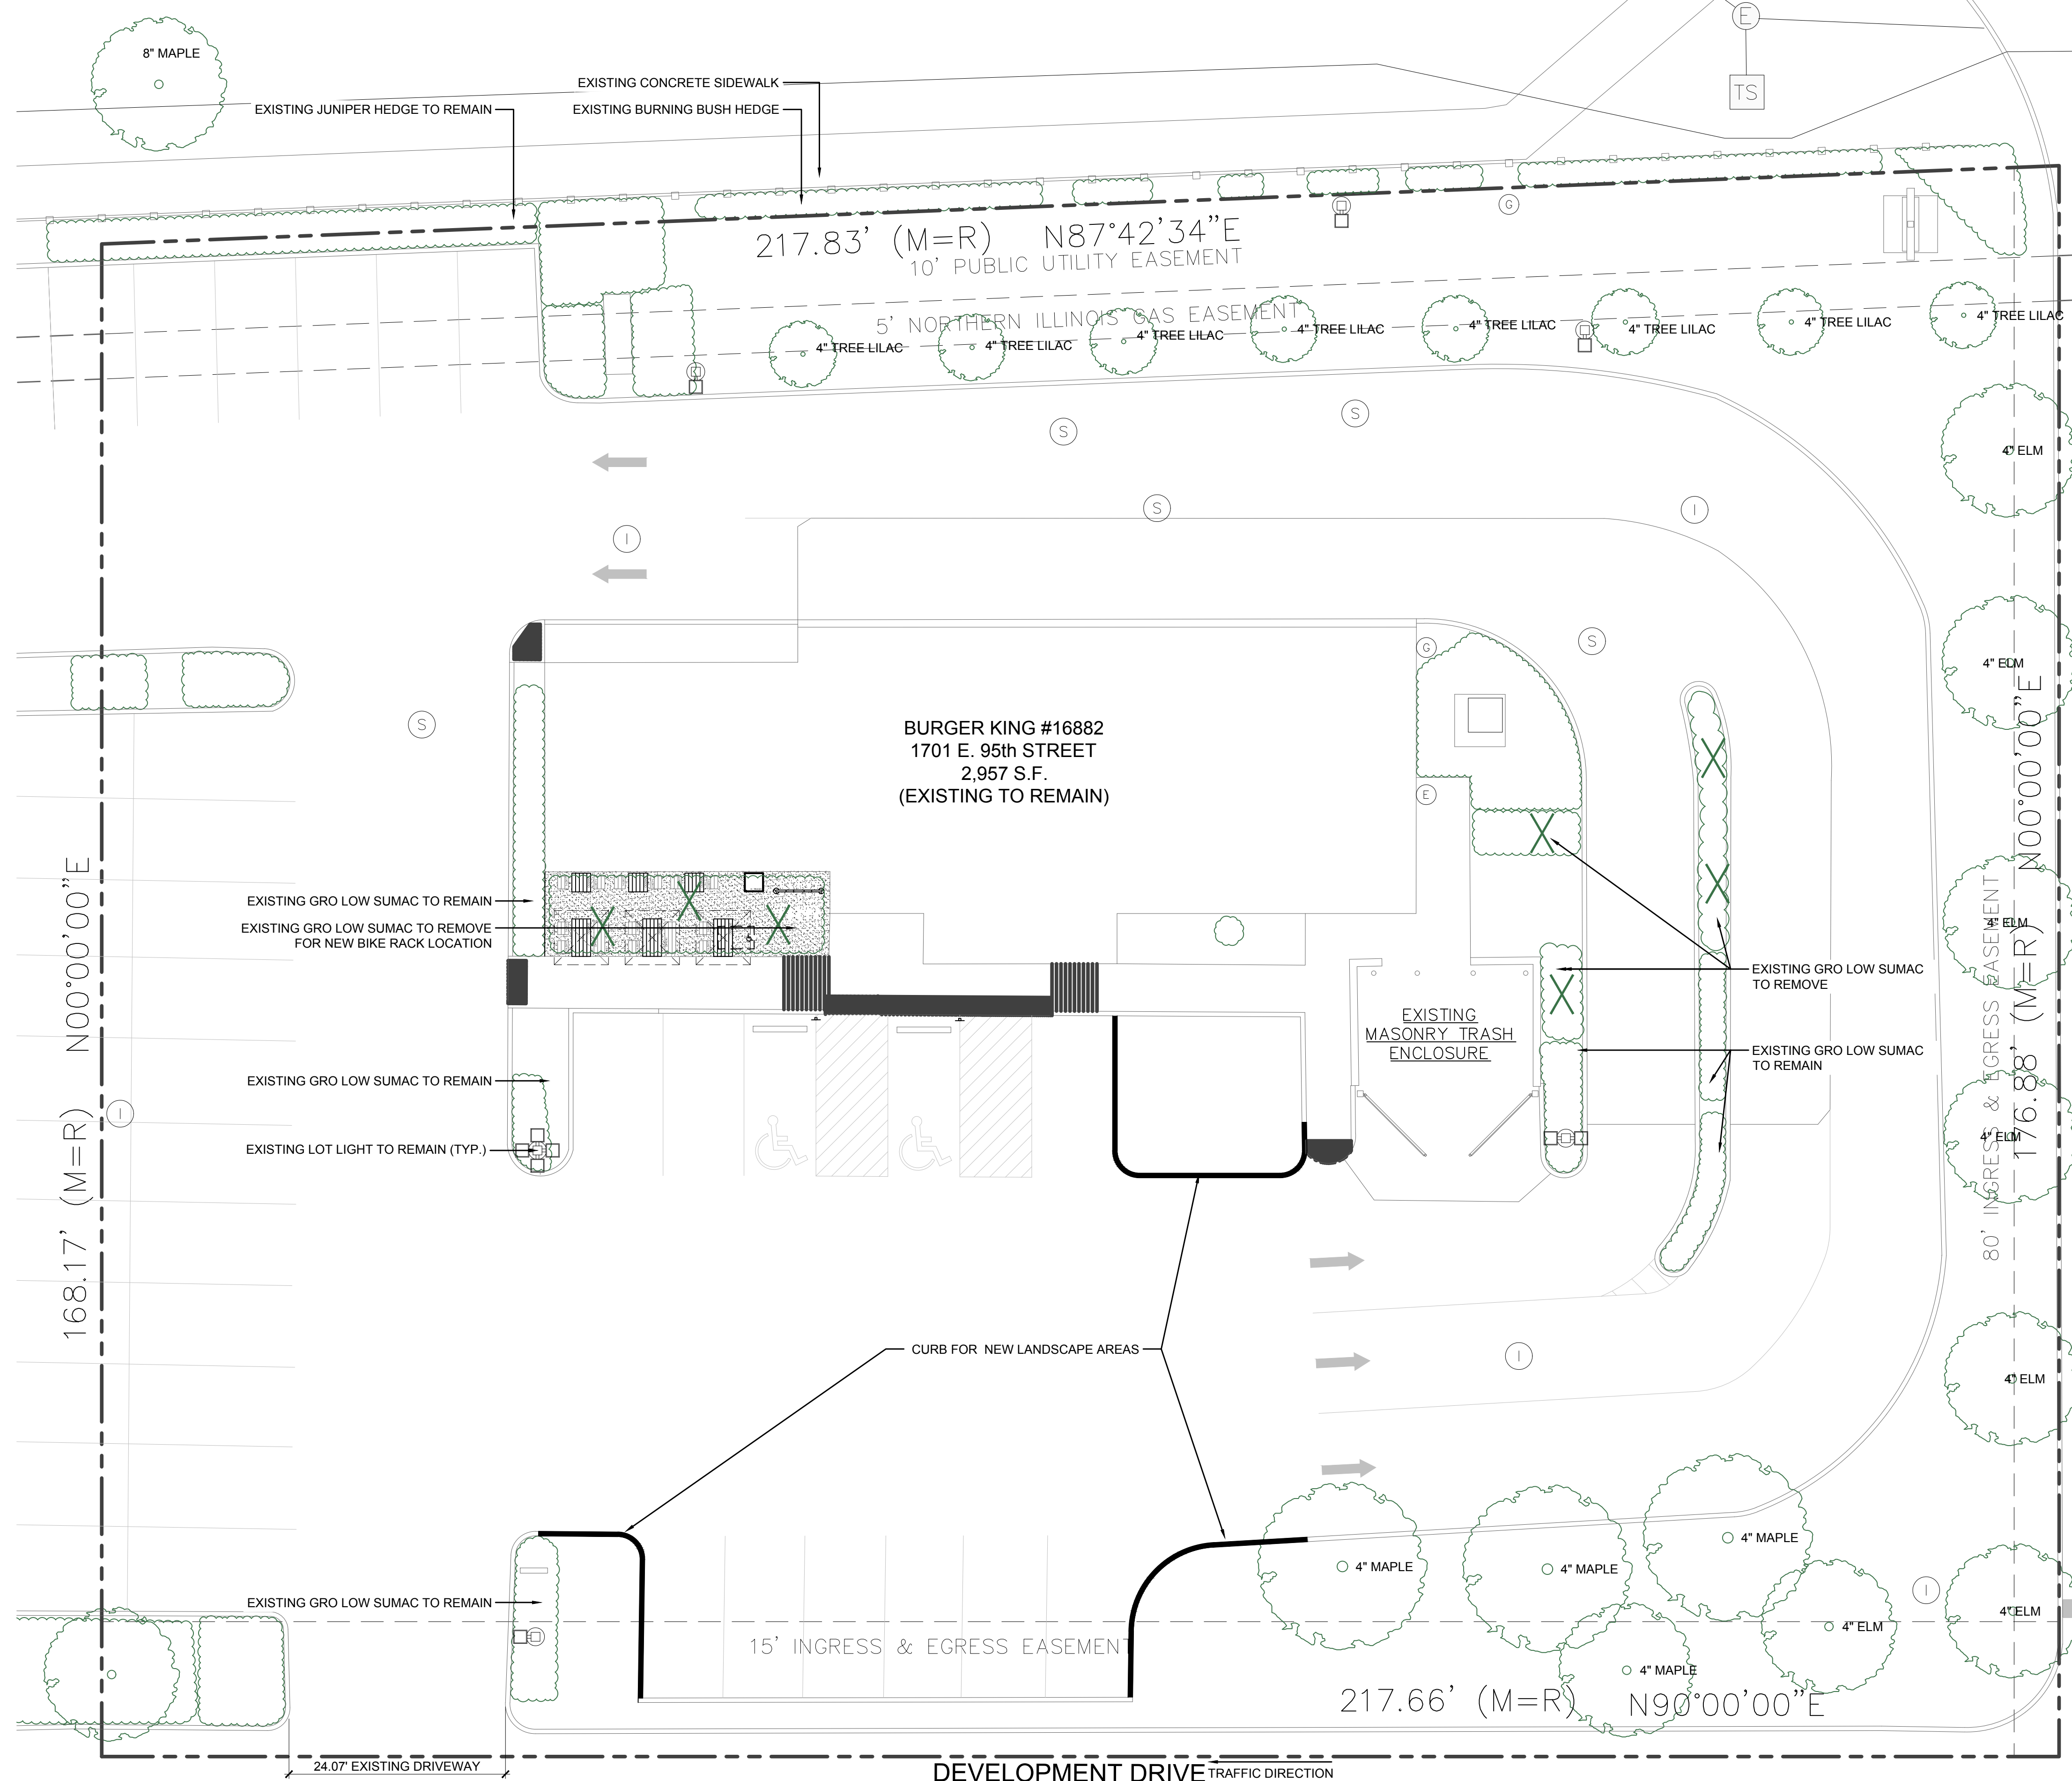 E
8" MAPLE
EXISTING CONCRETE SIDEWALK
TS
EXISTING JUNIPER HEDGE TO REMAIN
EXISTING BURNING BUSH HEDGE
G
217.83' (M=R) N87°42'34"E
10' PUBLIC UTILITY EASEMENT
5' NORTHERN ILLINOIS GAS EASEMENT
4" TREE LILAC
4" TREE LILAC
4" TREE LILAC
4" TREE LILAC
4" TREE LILAC
4" TREE LILAC
4" TREE LILAC
4" TREE LILAC
S
S
4" ELM
S
I
I
S
G
4" ELM
S
BURGER KING #16882
1701 E. 95th STREET
2,957 S.F.
(EXISTING TO REMAIN)
E
168.17' (M=R) N00°00'00"E
176.88' (M=R) N00°00'00"E
80' INGRESS & EGRESS EASEMENT
EXISTING GRO LOW SUMAC TO REMAIN
EXISTING GRO LOW SUMAC TO REMOVE
FOR NEW BIKE RACK LOCATION
4" ELM
EXISTING GRO LOW SUMAC
TO REMOVE
EXISTING
MASONRY TRASH
ENCLOSURE
EXISTING GRO LOW SUMAC
TO REMAIN
EXISTING GRO LOW SUMAC TO REMAIN
I
4" ELM
EXISTING LOT LIGHT TO REMAIN (TYP.)
CURB FOR NEW LANDSCAPE AREAS
I
4" ELM
4" MAPLE
4" MAPLE
4" MAPLE
I
EXISTING GRO LOW SUMAC TO REMAIN
4" ELM
4" ELM
15' INGRESS & EGRESS EASEMENT
4" MAPLE
217.66' (M=R) N90°00'00"E
24.07' EXISTING DRIVEWAY
DEVELOPMENT DRIVE
TRAFFIC DIRECTION